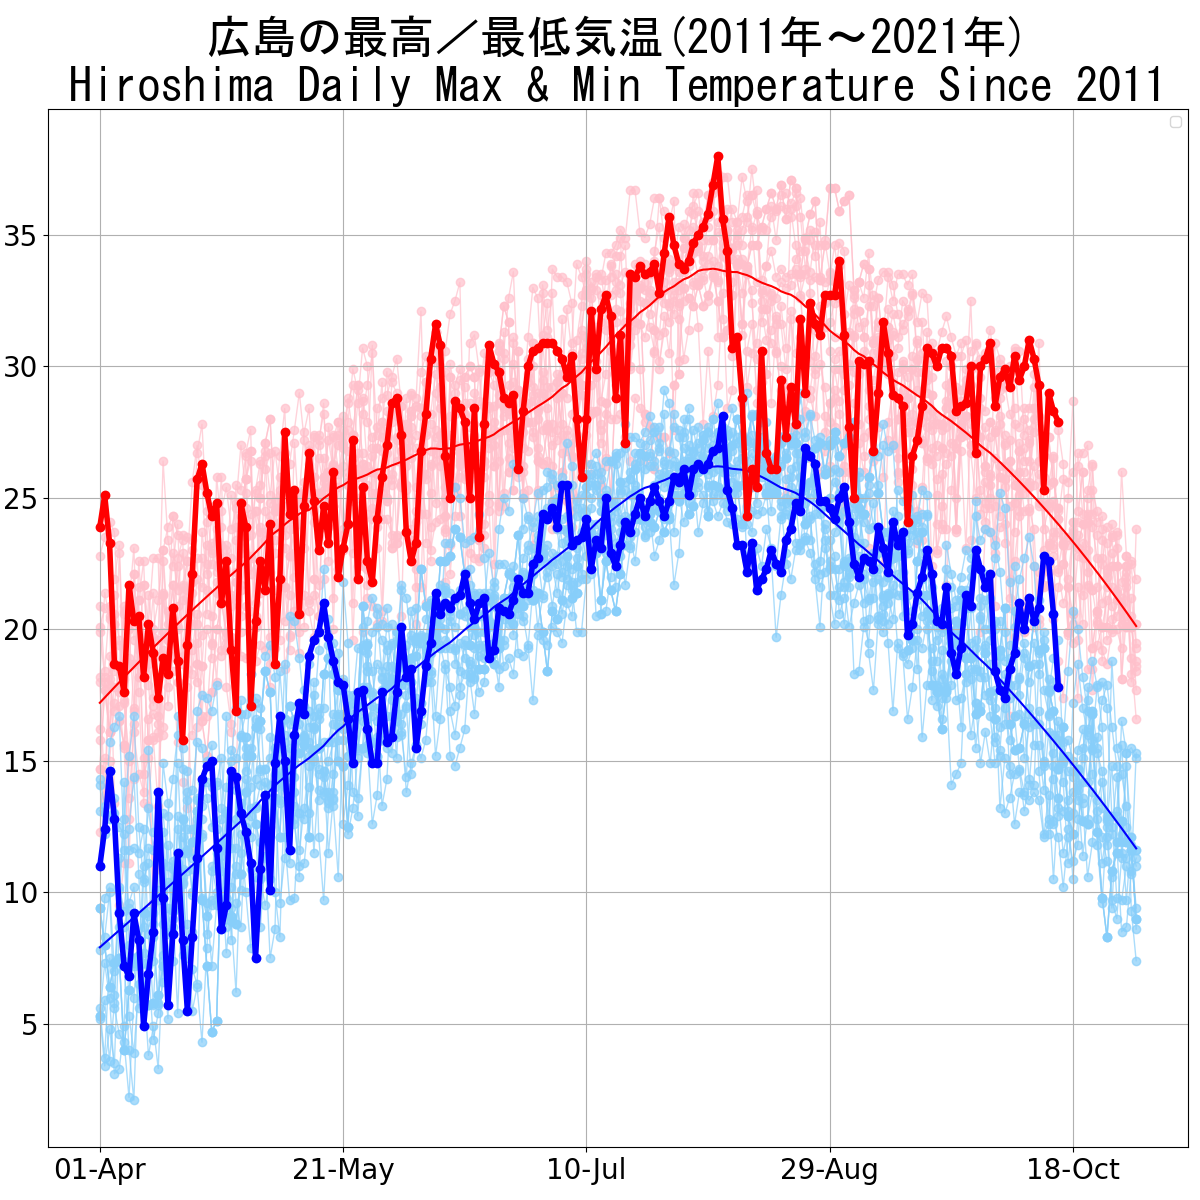 広島の最高／最低気温(2011年～2021年)
Hiroshima Daily Max & Min Temperature Since 2011
35
30
25
20
15
10
5
01-Apr 21-May 10-Jul 29-Aug 18-Oct